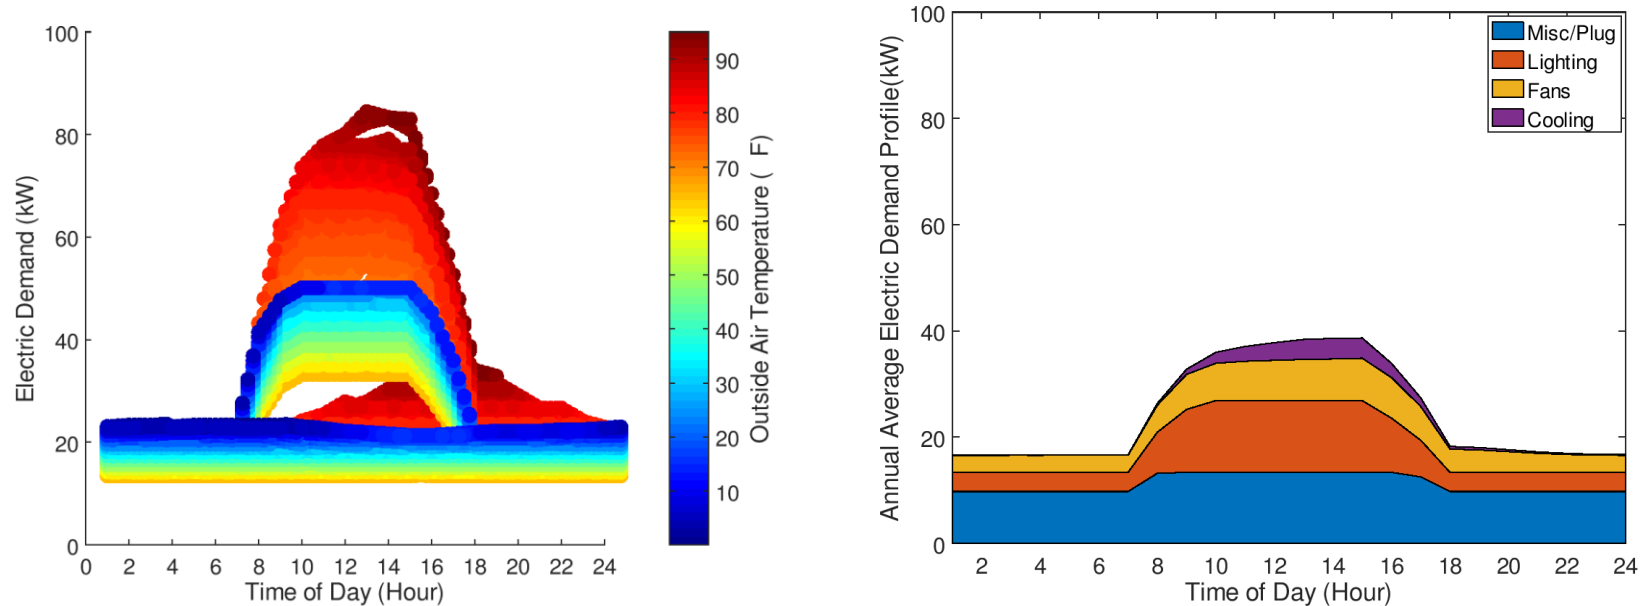 100
80
60
40
20
0
Electric Demand (kW)
0 2 4 6 8 10 12 14 16 18 20 22 24
Time of Day (Hour)
90
80
70
60
50
40
30
20
10
Outside Air Temperature ( F)
100
80
60
40
20
0
Annual Average Electric Demand Profile(kW)
2 4 6 8 10 12 14 16 18 20 22 24
Time of Day (Hour)
Misc/Plug
Lighting
Fans
Cooling